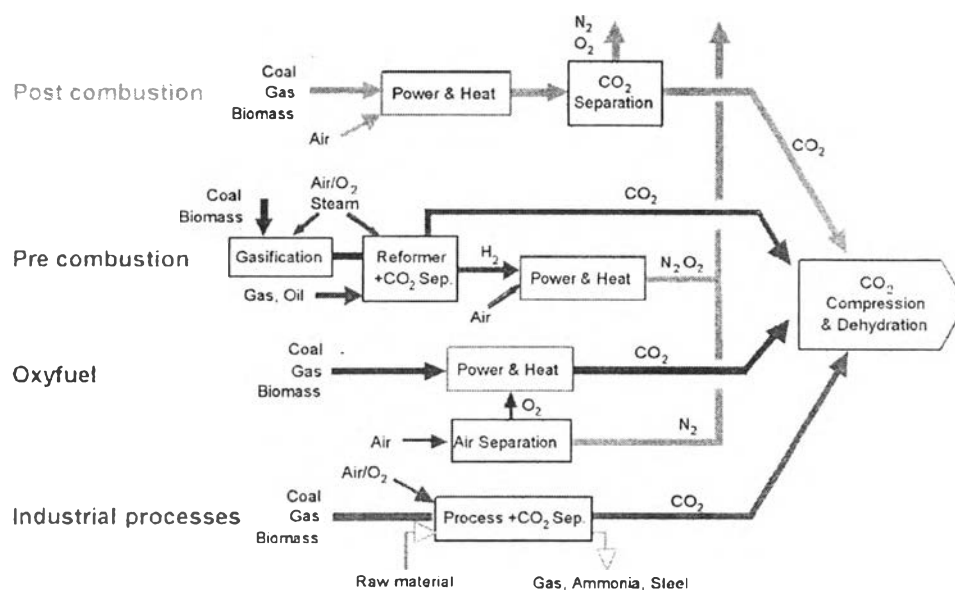 N₂
O₂
Post combustion
Coal
Gas
Biomass
Air
Power & Heat
CO₂
Separation
CO₂
Pre combustion
Coal
Biomass
Air/O₂
Steam
Gasification
Gas, Oil
Reformer
+CO₂ Sep.
CO₂
H₂
Air
Power & Heat
N₂ O₂
CO₂
Compression
& Dehydration
Oxyfuel
Coal
Gas
Biomass
Power & Heat
CO₂
O₂
Air
Air Separation
N₂
Industrial processes
Coal
Gas
Biomass
Air/O₂
Process +CO₂ Sep.
CO₂
Raw material
Gas, Ammonia, Steel